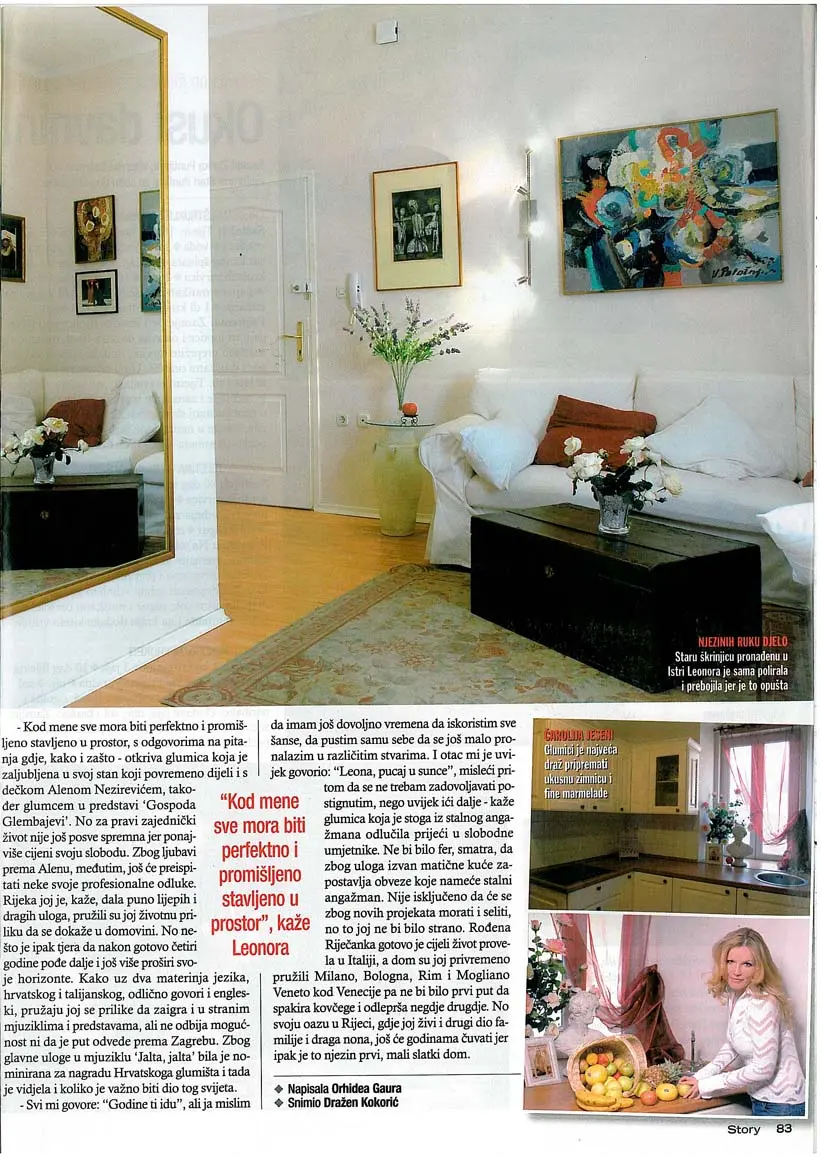 V. Potočnjak
NJEZINIH RUKU DJELO
Staru škrinjicu pronađenu u
Istri Leonora je sama polirala
i prebojila jer je to opušta
- Kod mene sve mora biti perfektno i promiš-
ljeno stavljeno u prostor, s odgovorima na pita-
nja gdje, kako i zašto - otkriva glumica koja je
zaljubljena u svoj stan koji povremeno dijeli i s
dečkom Alenom Nezirevićem, tako-
đer glumcem u predstavi ‘Gospoda
Glembajevi’. No za pravi zajednički
život nije još posve spremna jer ponaj-
više cijeni svoju slobodu. Zbog ljubavi
prema Alenu, međutim, još će preispi-
tati neke svoje profesionalne odluke.
Rijeka joj je, kaže, dala puno lijepih i
dragih uloga, pružili su joj životnu pri-
liku da se dokaže u domovini. No ne-
što je ipak tjera da nakon gotovo četiri
godine pođe dalje i još više proširi svo-
je horizonte. Kako uz dva materinja jezika,
hrvatskog i talijanskog, odlično govori i engles-
ki, pružaju joj se prilike da zaigra i u stranim
mjuziklima i predstavama, ali ne odbija moguć-
nost ni da je put odvede prema Zagrebu. Zbog
glavne uloge u mjuziklu ‘Jalta, jalta’ bila je no-
minirana za nagradu Hrvatskoga glumišta i tada
je vidjela i koliko je važno biti dio tog svijeta.
- Svi mi govore: “Godine ti idu”, ali ja mislim
“Kod mene
sve mora biti
perfektno i
promišljeno
stavljeno u
prostor”, kaže
Leonora
da imam još dovoljno vremena da iskoristim sve
šanse, da pustim samu sebe da se još malo pro-
nalazim u različitim stvarima. I otac mi je uvi-
jek govorio: “Leona, pucaj u sunce”, misleći pri-
tom da se ne trebam zadovoljavati pos-
tignutim, nego uvijek ići dalje - kaže
glumica koja je stoga iz stalnog anga-
žmana odlučila prijeći u slobodne
umjetnike. Ne bi bilo fer, smatra, da
zbog uloga izvan matične kuće za-
postavlja obveze koje nameće stalni
angažman. Nije isključeno da će se
zbog novih projekata morati i seliti,
no to joj ne bi bilo strano. Rođena
Riječanka gotovo je cijeli život prove-
la u Italiji, a dom su joj privremeno
pružili Milano, Bologna, Rim i Mogliano
Veneto kod Venecije pa ne bi bilo prvi put da
spakira kovčege i odleprša negdje drugdje. No
svoju oazu u Rijeci, gdje joj živi i drugi dio fa-
milije i draga nona, još će godinama čuvati jer
ipak je to njezin prvi, mali slatki dom.
❖ Napisala Orhidea Gaura
❖ Snimio Dražen Kokorić
ČAROLIJA JESENI
Glumici je najveća
draž pripremati
ukusnu zimnicu i
fine marmelade
Story 83